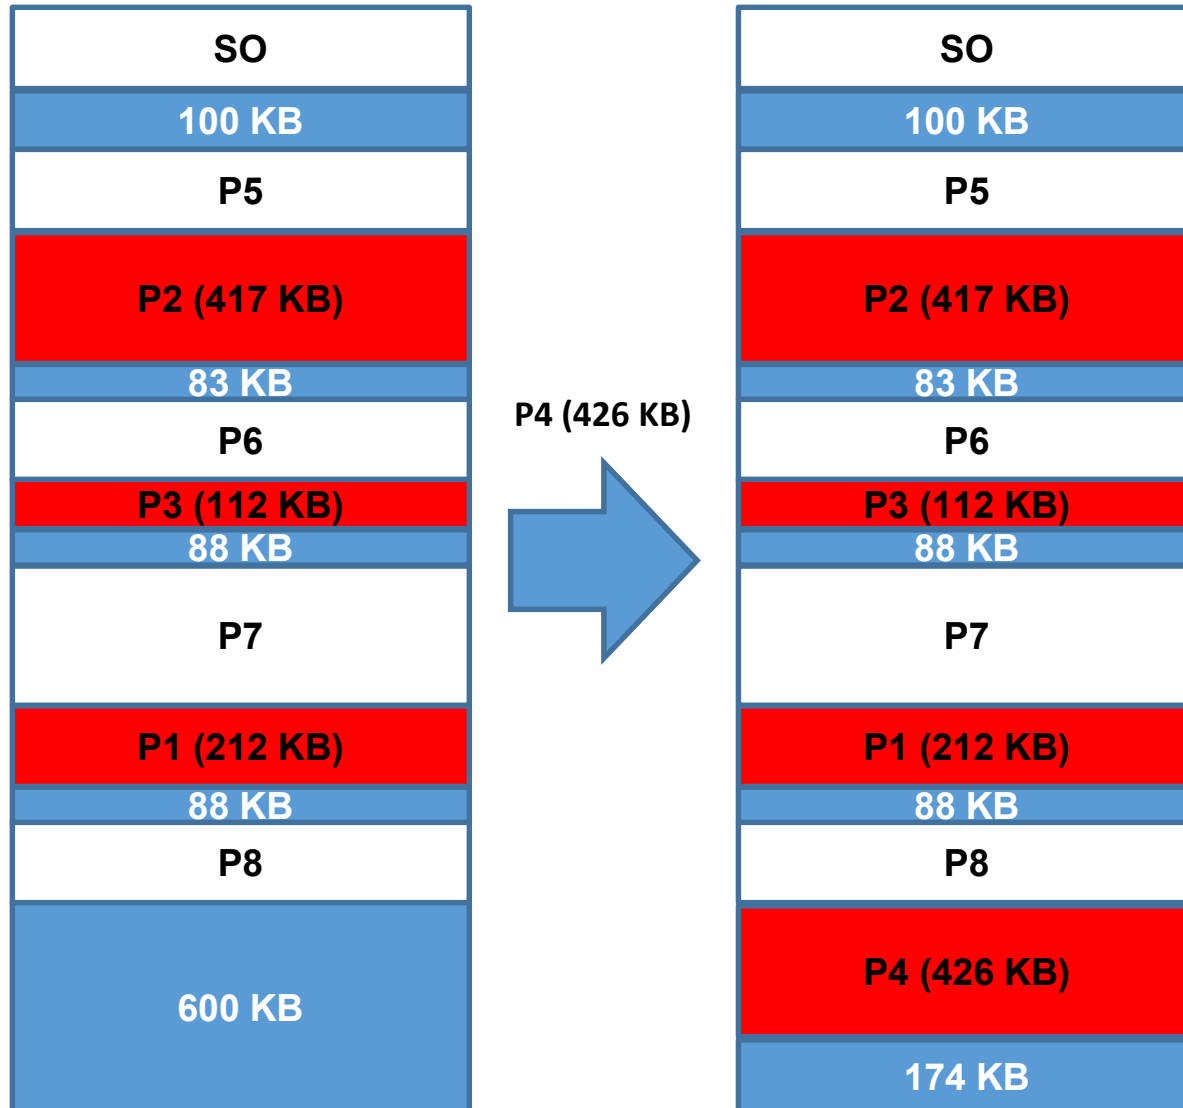 SO
100 KB
P5
P2 (417 KB)
83 KB
P6
P3 (112 KB)
88 KB
P7
P1 (212 KB)
88 KB
P8
600 KB
P4 (426 KB)
SO
100 KB
P5
P2 (417 KB)
83 KB
P6
P3 (112 KB)
88 KB
P7
P1 (212 KB)
88 KB
P8
P4 (426 KB)
174 KB